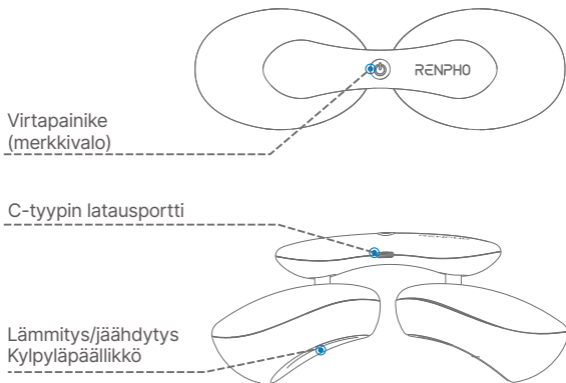 RENPHO
Virtapainike
(merkkivalo)
C-tyypin latausportti
Lämmitys/jäähdytys
Kylpyläpäällikkö